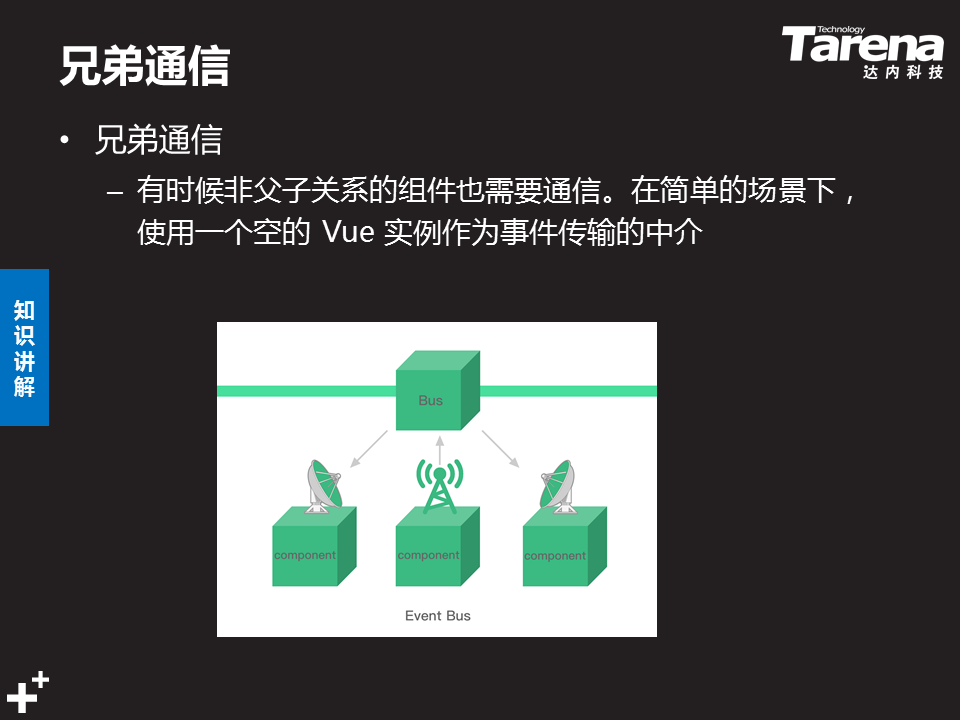 兄弟通信
Technology
Tarena
达内科技
• 兄弟通信
– 有时候非父子关系的组件也需要通信。在简单的场景下，
使用一个空的 Vue 实例作为事件传输的中介
知识讲解
Bus
component
component
component
Event Bus